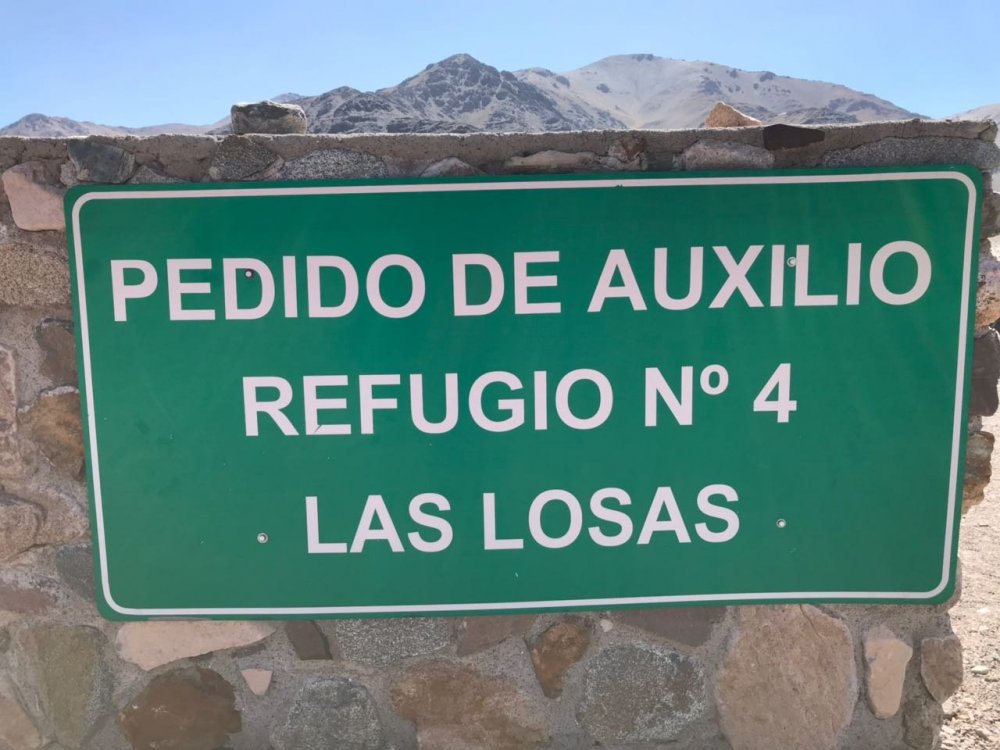 PEDIDO DE AUXILIO
REFUGIO Nº 4
LAS LOSAS